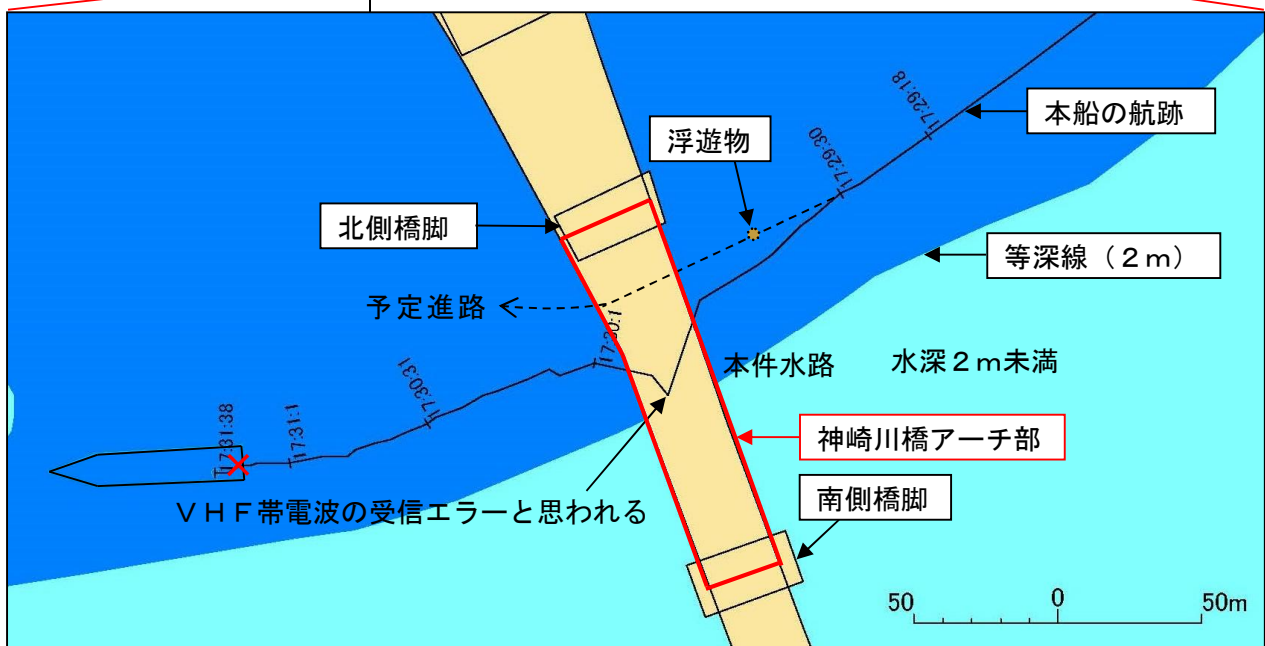 17:29:18
本船の航跡
浮遊物
17:29:30
北側橋脚
等深線（２ｍ）
予定進路
17:30:1
本件水路
水深２ｍ未満
17:30:31
17:31:1
17:31:38
神崎川橋アーチ部
南側橋脚
ＶＨＦ帯電波の受信エラーと思われる
50 0 50m